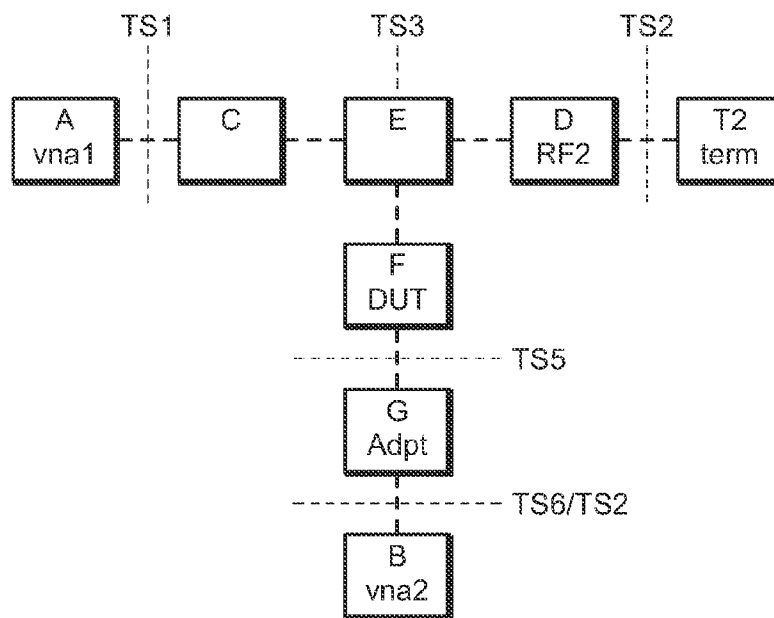 TS1
TS3
TS2
A
vna1
C
E
D
RF2
T2
term
F
DUT
TS5
G
Adpt
TS6/TS2
B
vna2